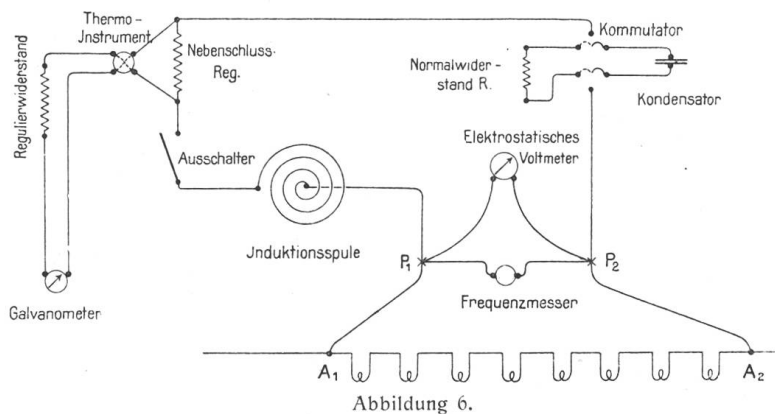 Thermo-
Jnstrument
Regulierwiderstand
Nebenschluss-
Reg.
Kommutator
Normalwider-
stand R.
Kondensator
Ausschalter
Elektrostatisches
Voltmeter
Jnduktionsspule
P₁
P₂
Frequenzmesser
Galvanometer
A₁
A₂
Abbildung 6.